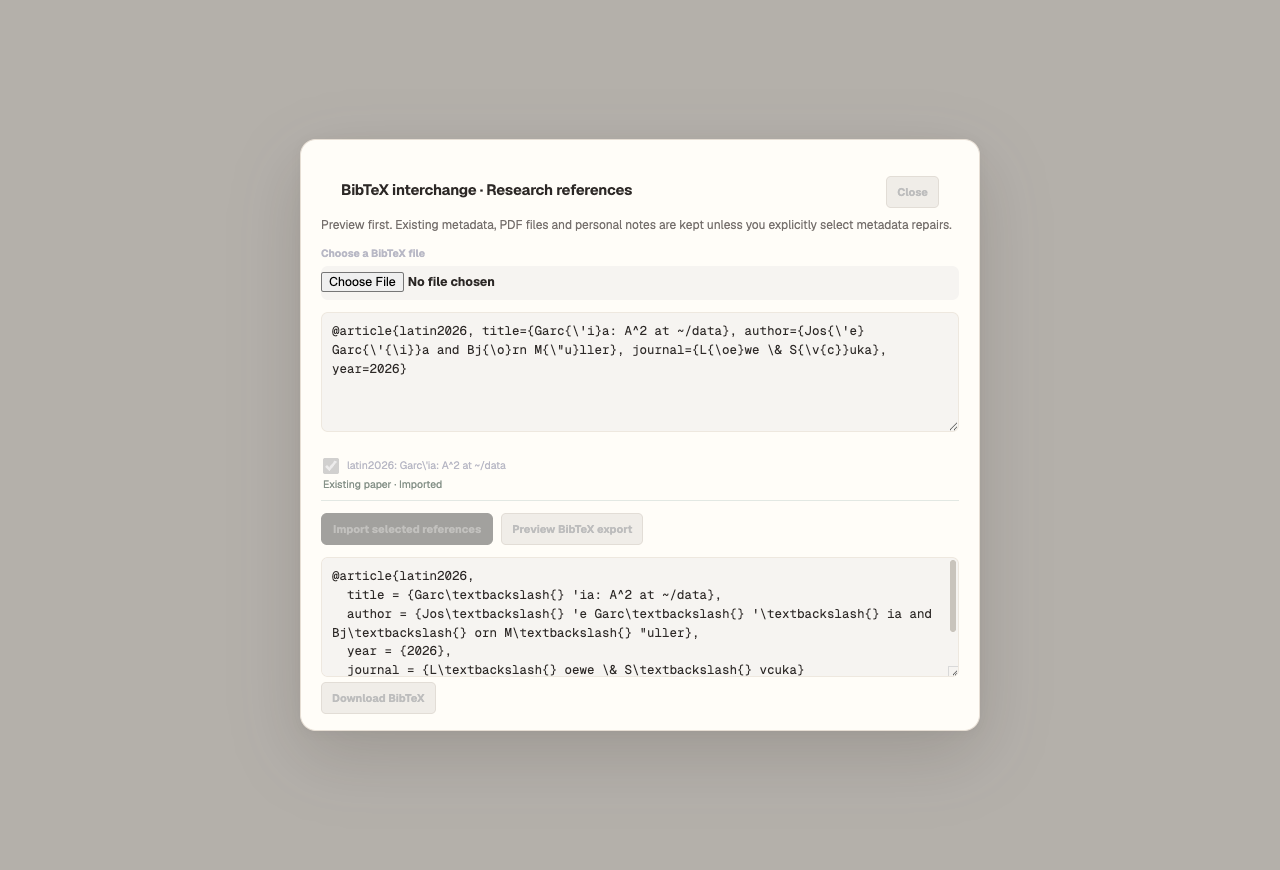 BibTeX interchange · Research references
Close
Preview first. Existing metadata, PDF files and personal notes are kept unless you explicitly select metadata repairs.
Choose a BibTeX file
Choose File No file chosen
@article{latin2026, title={Garc{\'i}a: A^2 at ~/data}, author={Jos{\'e}
Garc{\'{\i}}a and Bj{\o}rn M{\"u}ller}, journal={L{\oe}we \& S{\v{c}}uka},
year=2026}
latin2026: Garc\'ia: A^2 at ~/data
Existing paper · Imported
Import selected references
Preview BibTeX export
@article{latin2026,
  title = {Garc\textbackslash{} 'ia: A^2 at ~/data},
  author = {Jos\textbackslash{} 'e Garc\textbackslash{} '\textbackslash{} ia and
Bj\textbackslash{} orn M\textbackslash{} "uller},
  year = {2026},
  journal = {L\textbackslash{} oewe \& S\textbackslash{} vcuka}
Download BibTeX